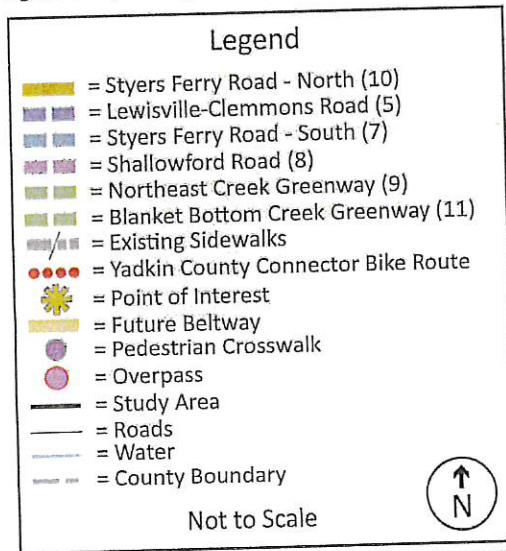 Legend
= Styers Ferry Road - North (10)
= Lewisville-Clemmons Road (5)
= Styers Ferry Road - South (7)
= Shallowford Road (8)
= Northeast Creek Greenway (9)
= Blanket Bottom Creek Greenway (11)
= Existing Sidewalks
= Yadkin County Connector Bike Route
= Point of Interest
= Future Beltway
= Pedestrian Crosswalk
= Overpass
= Study Area
= Roads
= Water
= County Boundary
N
Not to Scale